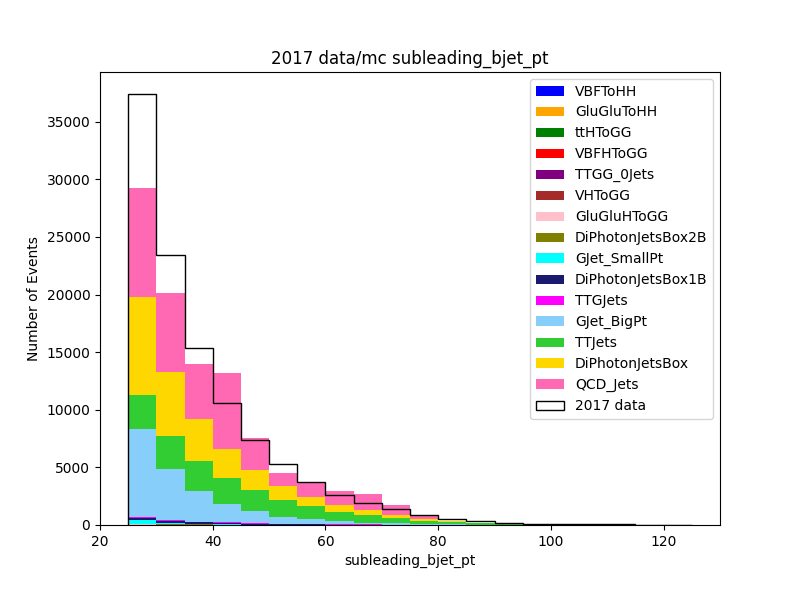 2017 data/mc subleading_bjet_pt
Number of Events
35000
30000
25000
20000
15000
10000
5000
0
20 40 60 80 100 120
subleading_bjet_pt
VBFToHH
GluGluToHH
ttHToGG
VBFHToGG
TTGG_0Jets
VHToGG
GluGluHToGG
DiPhotonJetsBox2B
GJet_SmallPt
DiPhotonJetsBox1B
TTGJets
GJet_BigPt
TTJets
DiPhotonJetsBox
QCD_Jets
2017 data